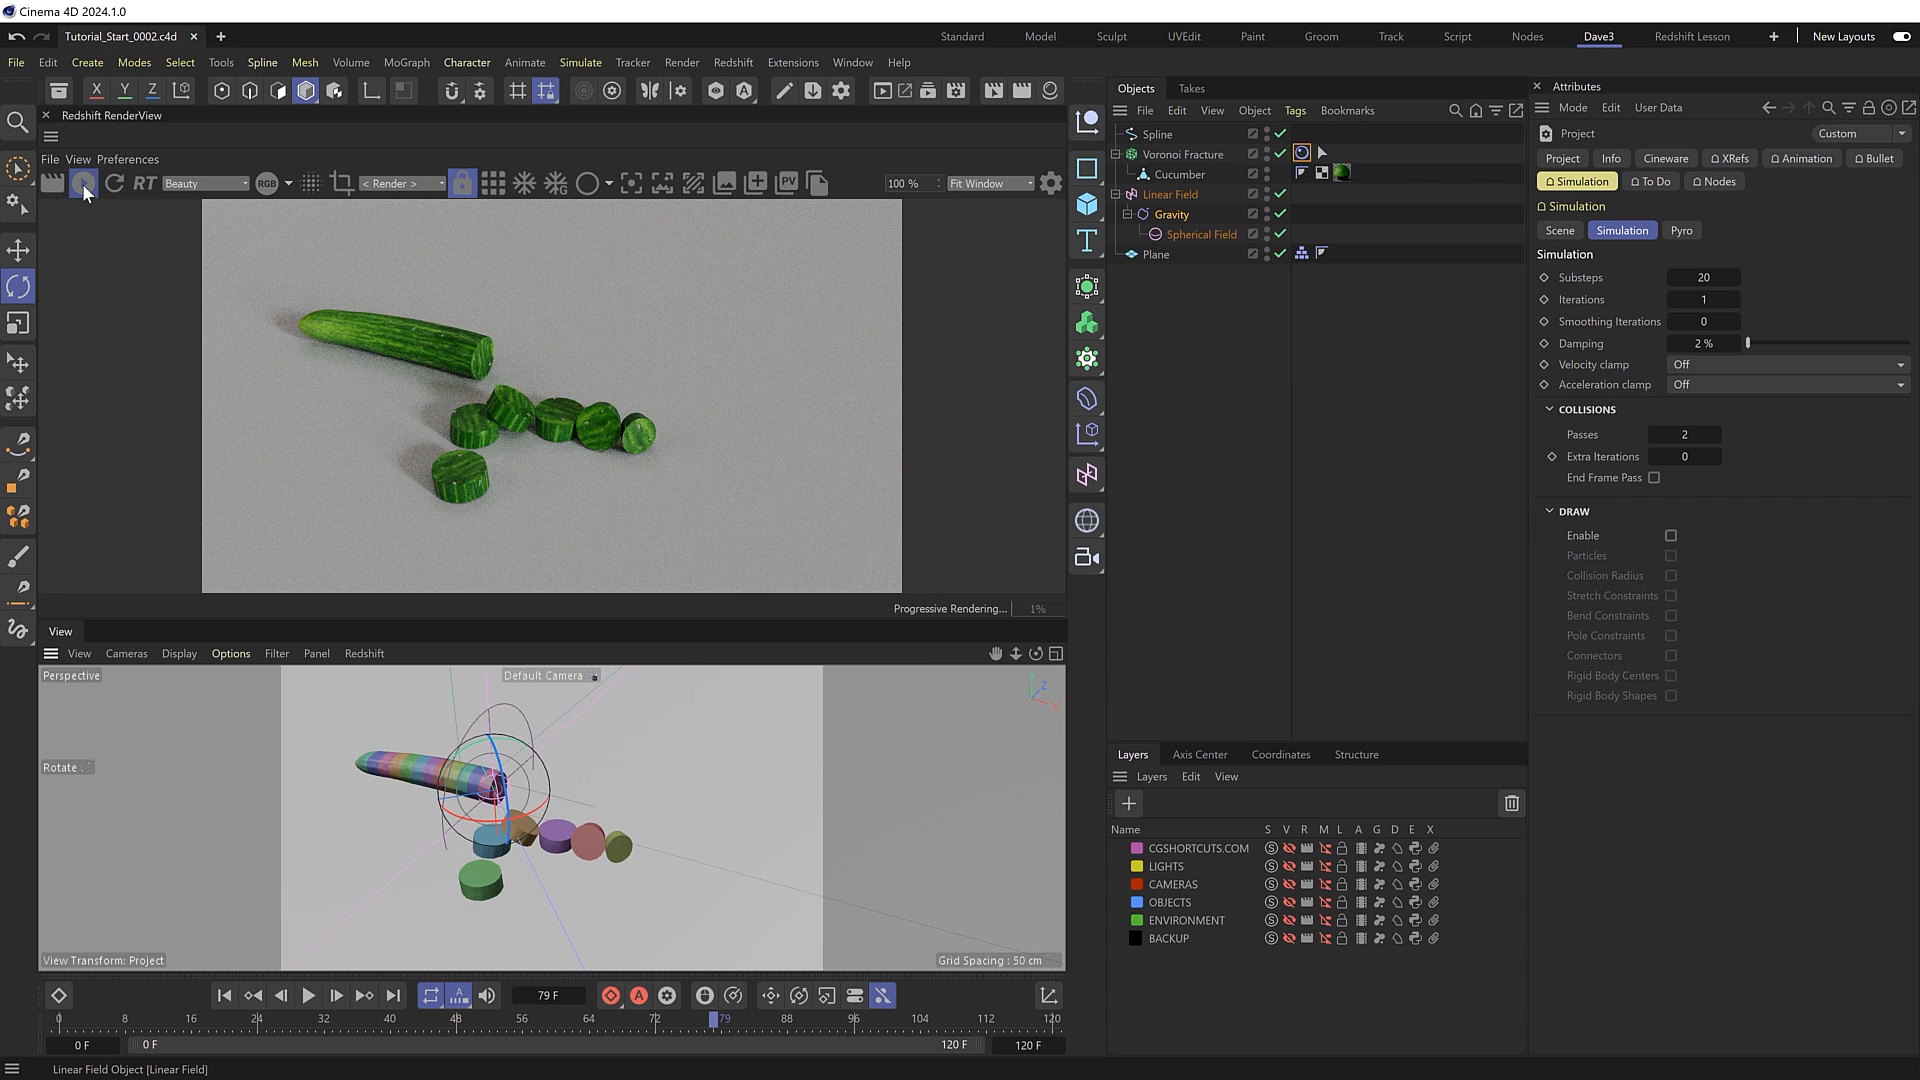 Cinema 4D 2024.1.0
Tutorial_Start_0002.c4d
Standard Model Sculpt UVEdit Paint Groom Track Script Nodes Dave3 Redshift Lesson New Layouts
File Edit Create Modes Select Tools Spline Mesh Volume MoGraph Character Animate Simulate Tracker Render Redshift Extensions Window Help
X Y Z
Redshift RenderView
File View Preferences
RT Beauty RGB < Render > PV 100 % Fit Window
Progressive Rendering... 1%
View
View Cameras Display Options Filter Panel Redshift
Perspective Default Camera
Y Z X
Rotate
View Transform: Project Grid Spacing : 50 cm
79 F
0 8 16 24 32 40 48 56 64 72 79 88 96 104 112 120
0 F 0 F 120 F 120 F
Linear Field Object [Linear Field]
Objects Takes
File Edit View Object Tags Bookmarks
Spline
Voronoi Fracture
Cucumber
Linear Field
Gravity
Spherical Field
Plane
Layers Axis Center Coordinates Structure
Layers Edit View
Name S V R M L A G D E X
CGSHORTCUTS.COM
LIGHTS
CAMERAS
OBJECTS
ENVIRONMENT
BACKUP
Attributes
Mode Edit User Data
Project Custom
Project Info Cineware XRefs Animation Bullet
Simulation To Do Nodes
Simulation
Scene Simulation Pyro
Simulation
Substeps 20
Iterations 1
Smoothing Iterations 0
Damping 2 %
Velocity clamp Off
Acceleration clamp Off
COLLISIONS
Passes 2
Extra Iterations 0
End Frame Pass
DRAW
Enable
Particles
Collision Radius
Stretch Constraints
Bend Constraints
Pole Constraints
Connectors
Rigid Body Centers
Rigid Body Shapes